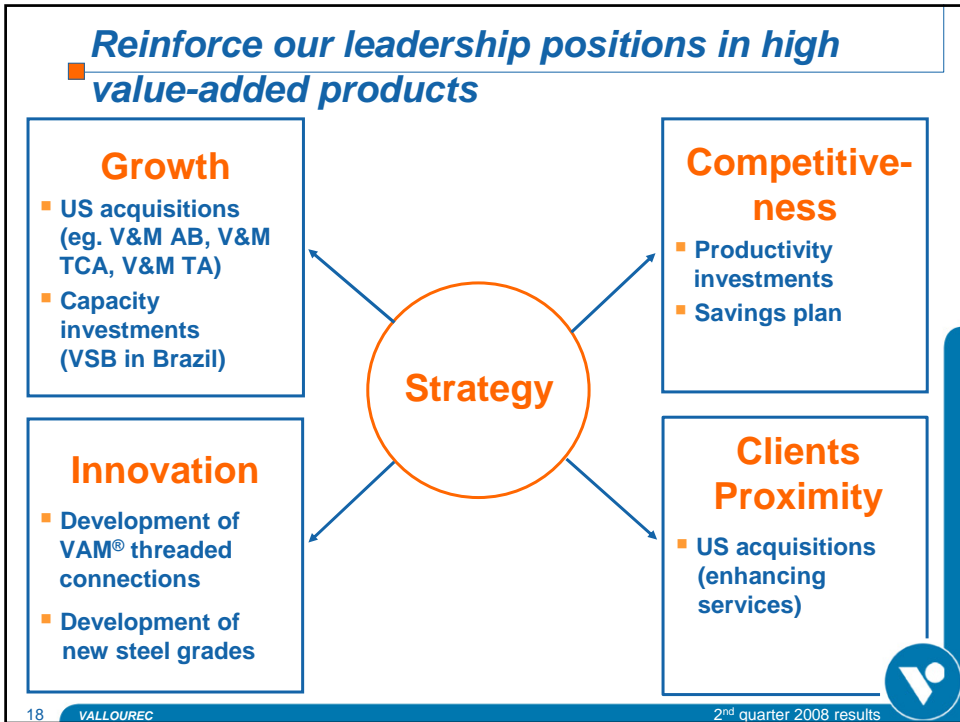 Reinforce our leadership positions in high
value-added products
Growth
▪ US acquisitions
(eg. V&M AB, V&M
TCA, V&M TA)
▪ Capacity
investments
(VSB in Brazil)
Competitive-
ness
▪ Productivity
investments
▪ Savings plan
Strategy
Innovation
▪ Development of
VAM® threaded
connections
▪ Development of
new steel grades
Clients
Proximity
▪ US acquisitions
(enhancing
services)
18 VALLOUREC 2nd quarter 2008 results